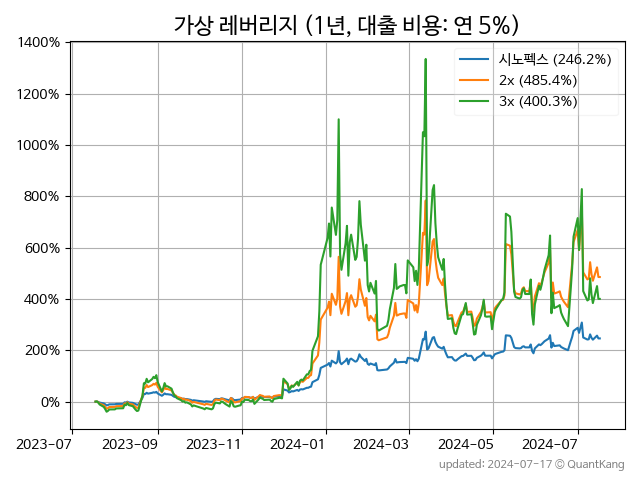 가상 레버리지 (1년, 대출 비용: 연 5%)
1400%
1200%
1000%
800%
600%
400%
200%
0%
시노펙스 (246.2%)
2x (485.4%)
3x (400.3%)
2023-07 2023-09 2023-11 2024-01 2024-03 2024-05 2024-07
updated: 2024-07-17 © QuantKang